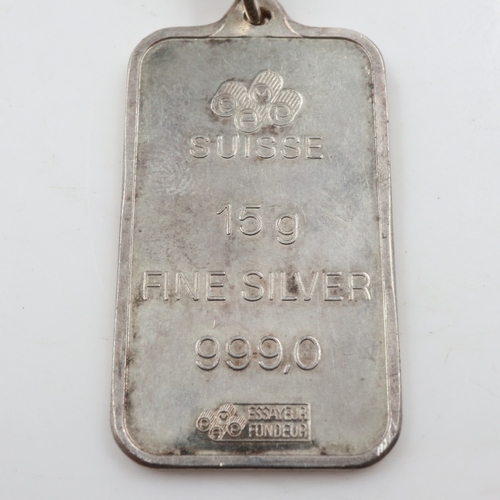 SUISSE
15 g
FINE SILVER
999,0
ESSAYEUR
FONDEUR